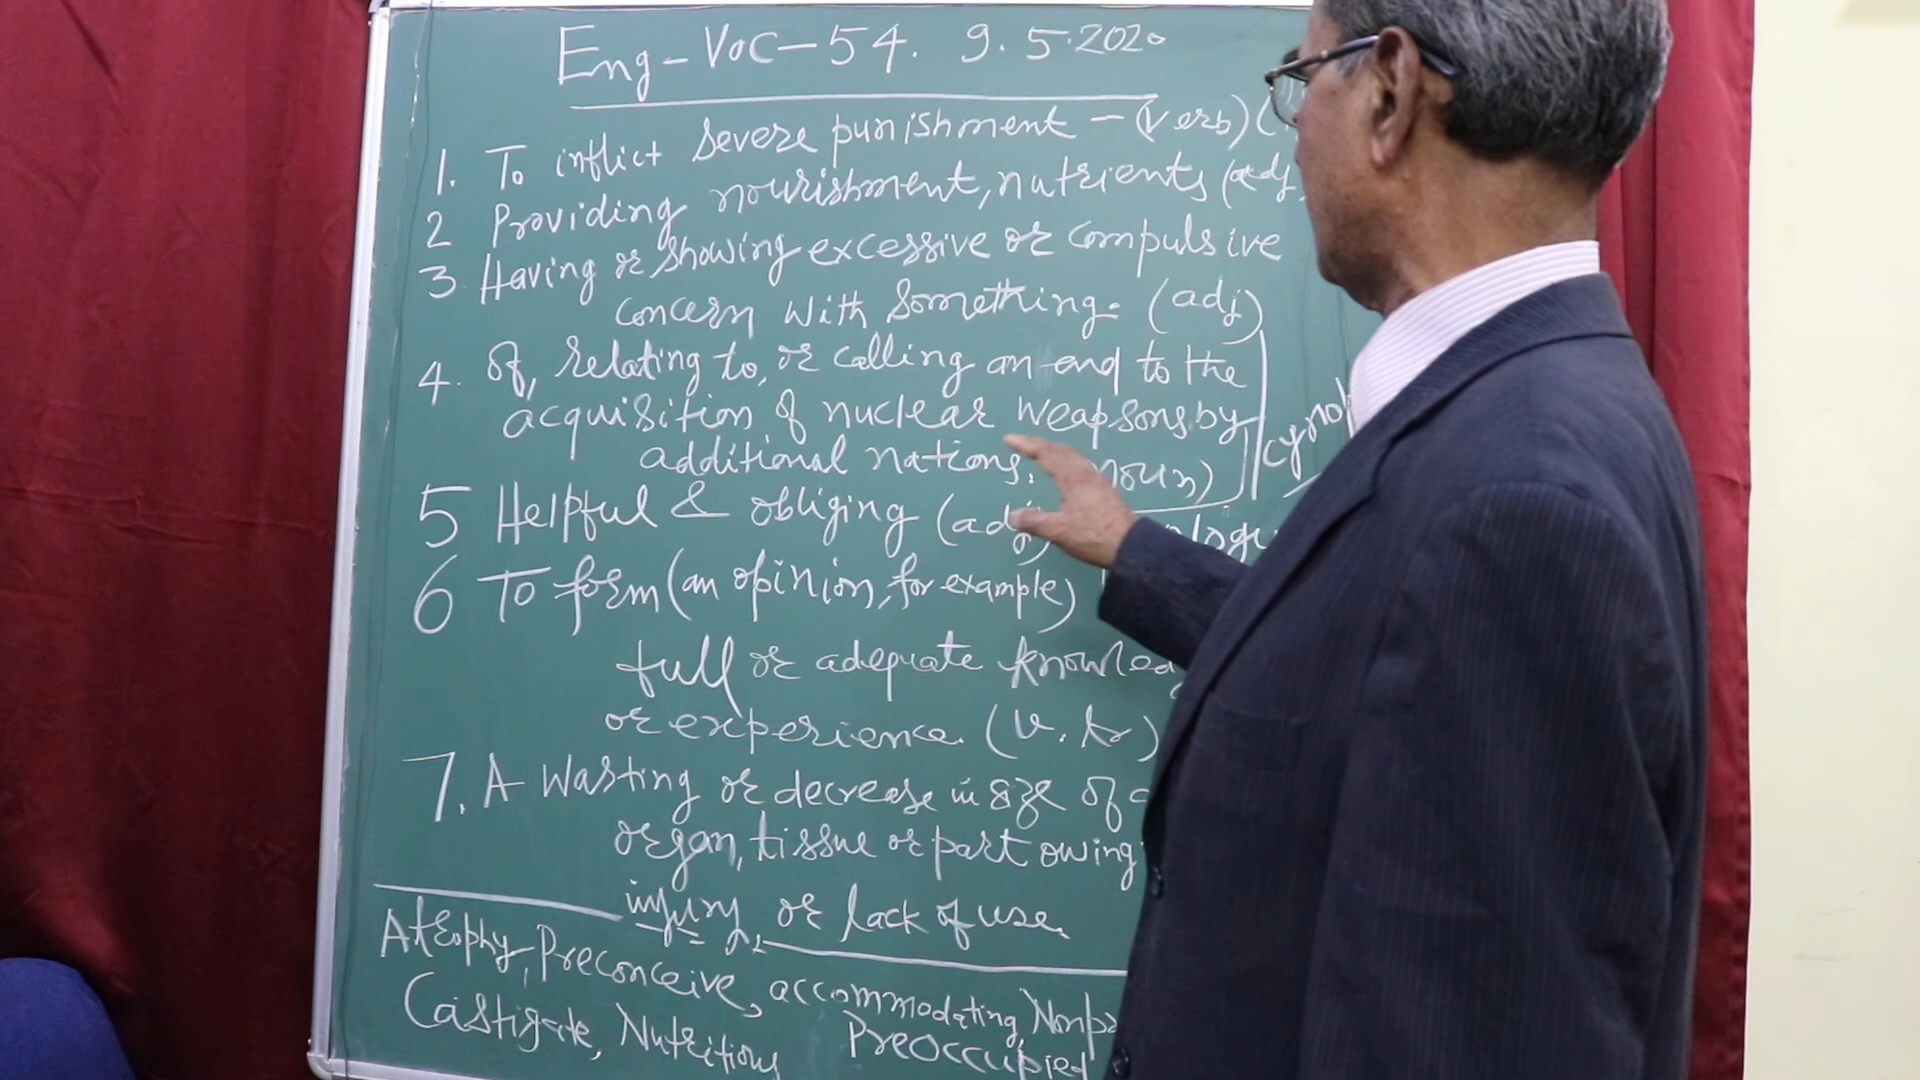 Eng-Voc-54. 9.5.2020
1. To inflict severe punishment - (Verb) (
2 Providing nourishment, nutrients (adj
3 Having or showing excessive or compulsive
concern with something. (adj)
4. Of, relating to, or calling an end to the
acquisition of nuclear weapsons by
additional nations. noun)
5 Helpful & obliging (adj)
6 To form (an opinion, for example)
full or adequate
or experience. (v. tr)
7. A wasting or decrease in size of
organ, tissue or part owing
injury, or lack of use.
Atrophy, Preconceive, accommodating,
Castigate, Nutritious Preoccupied